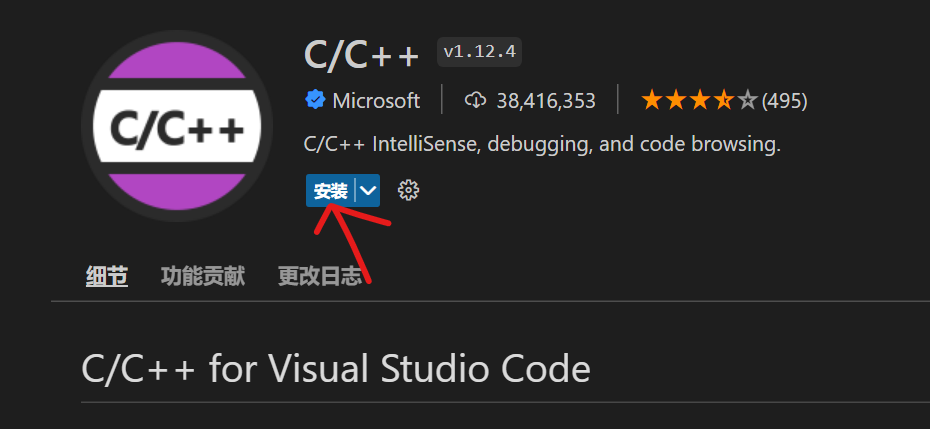 C/C++
C/C++ v1.12.4
Microsoft 38,416,353 (495)
C/C++ IntelliSense, debugging, and code browsing.
安装
细节 功能贡献 更改日志
C/C++ for Visual Studio Code